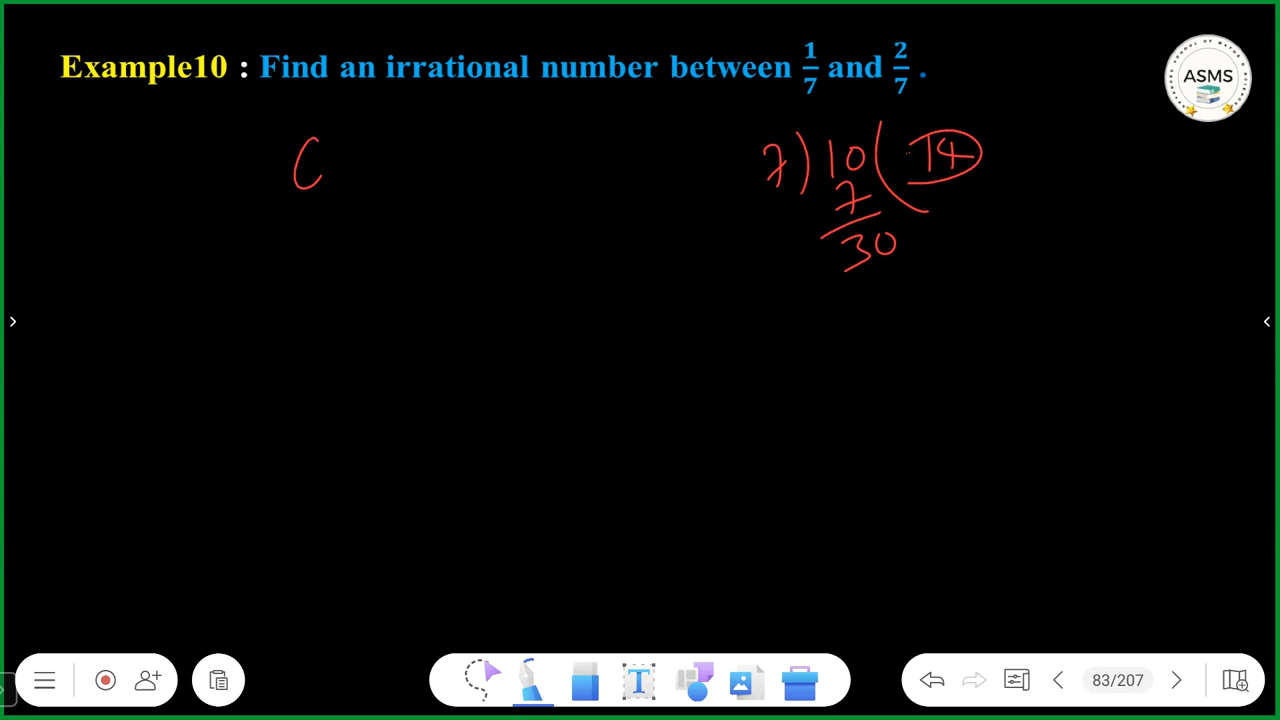 Example10 : Find an irrational number between 1/7 and 2/7 .
ASMS
7) 10 ( 14
7
30
83/207